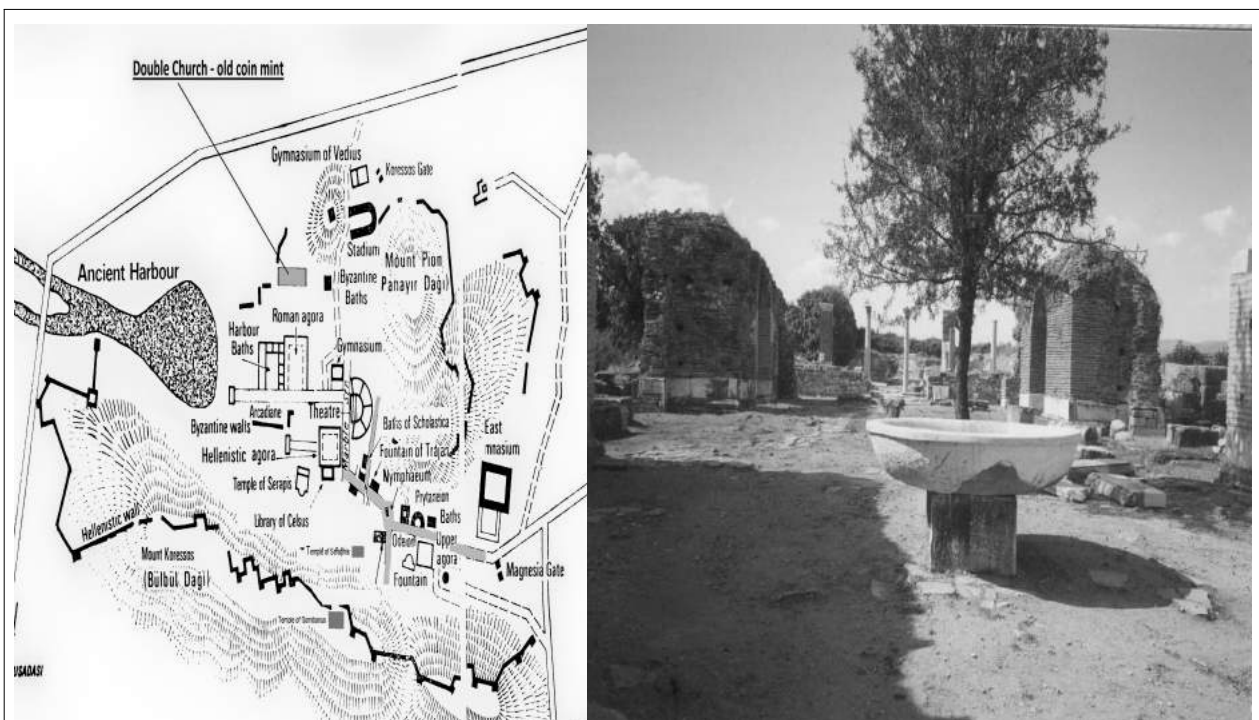 Double Church - old coin mint
Gymnasium of Vedius
Koressos Gate
Stadium
Mount Pion
Panayır Dağı)
Ancient Harbour
Byzantine
Baths
Roman agora
Harbour
Baths
Gymnasium
Arcadiane
Theatre
Byzantine walls
Baths of Scholastica
Hellenistic agora
Fountain of Trajan
East
mnasium
Nymphaeum
Temple of Serapis
Prytaneion
Baths
Library of Celsus
Hellenistic wall
Odeon
Upper
agora
Mount Koressos
(Bülbül Daği)
Fountain
Magnesia Gate
USADASI